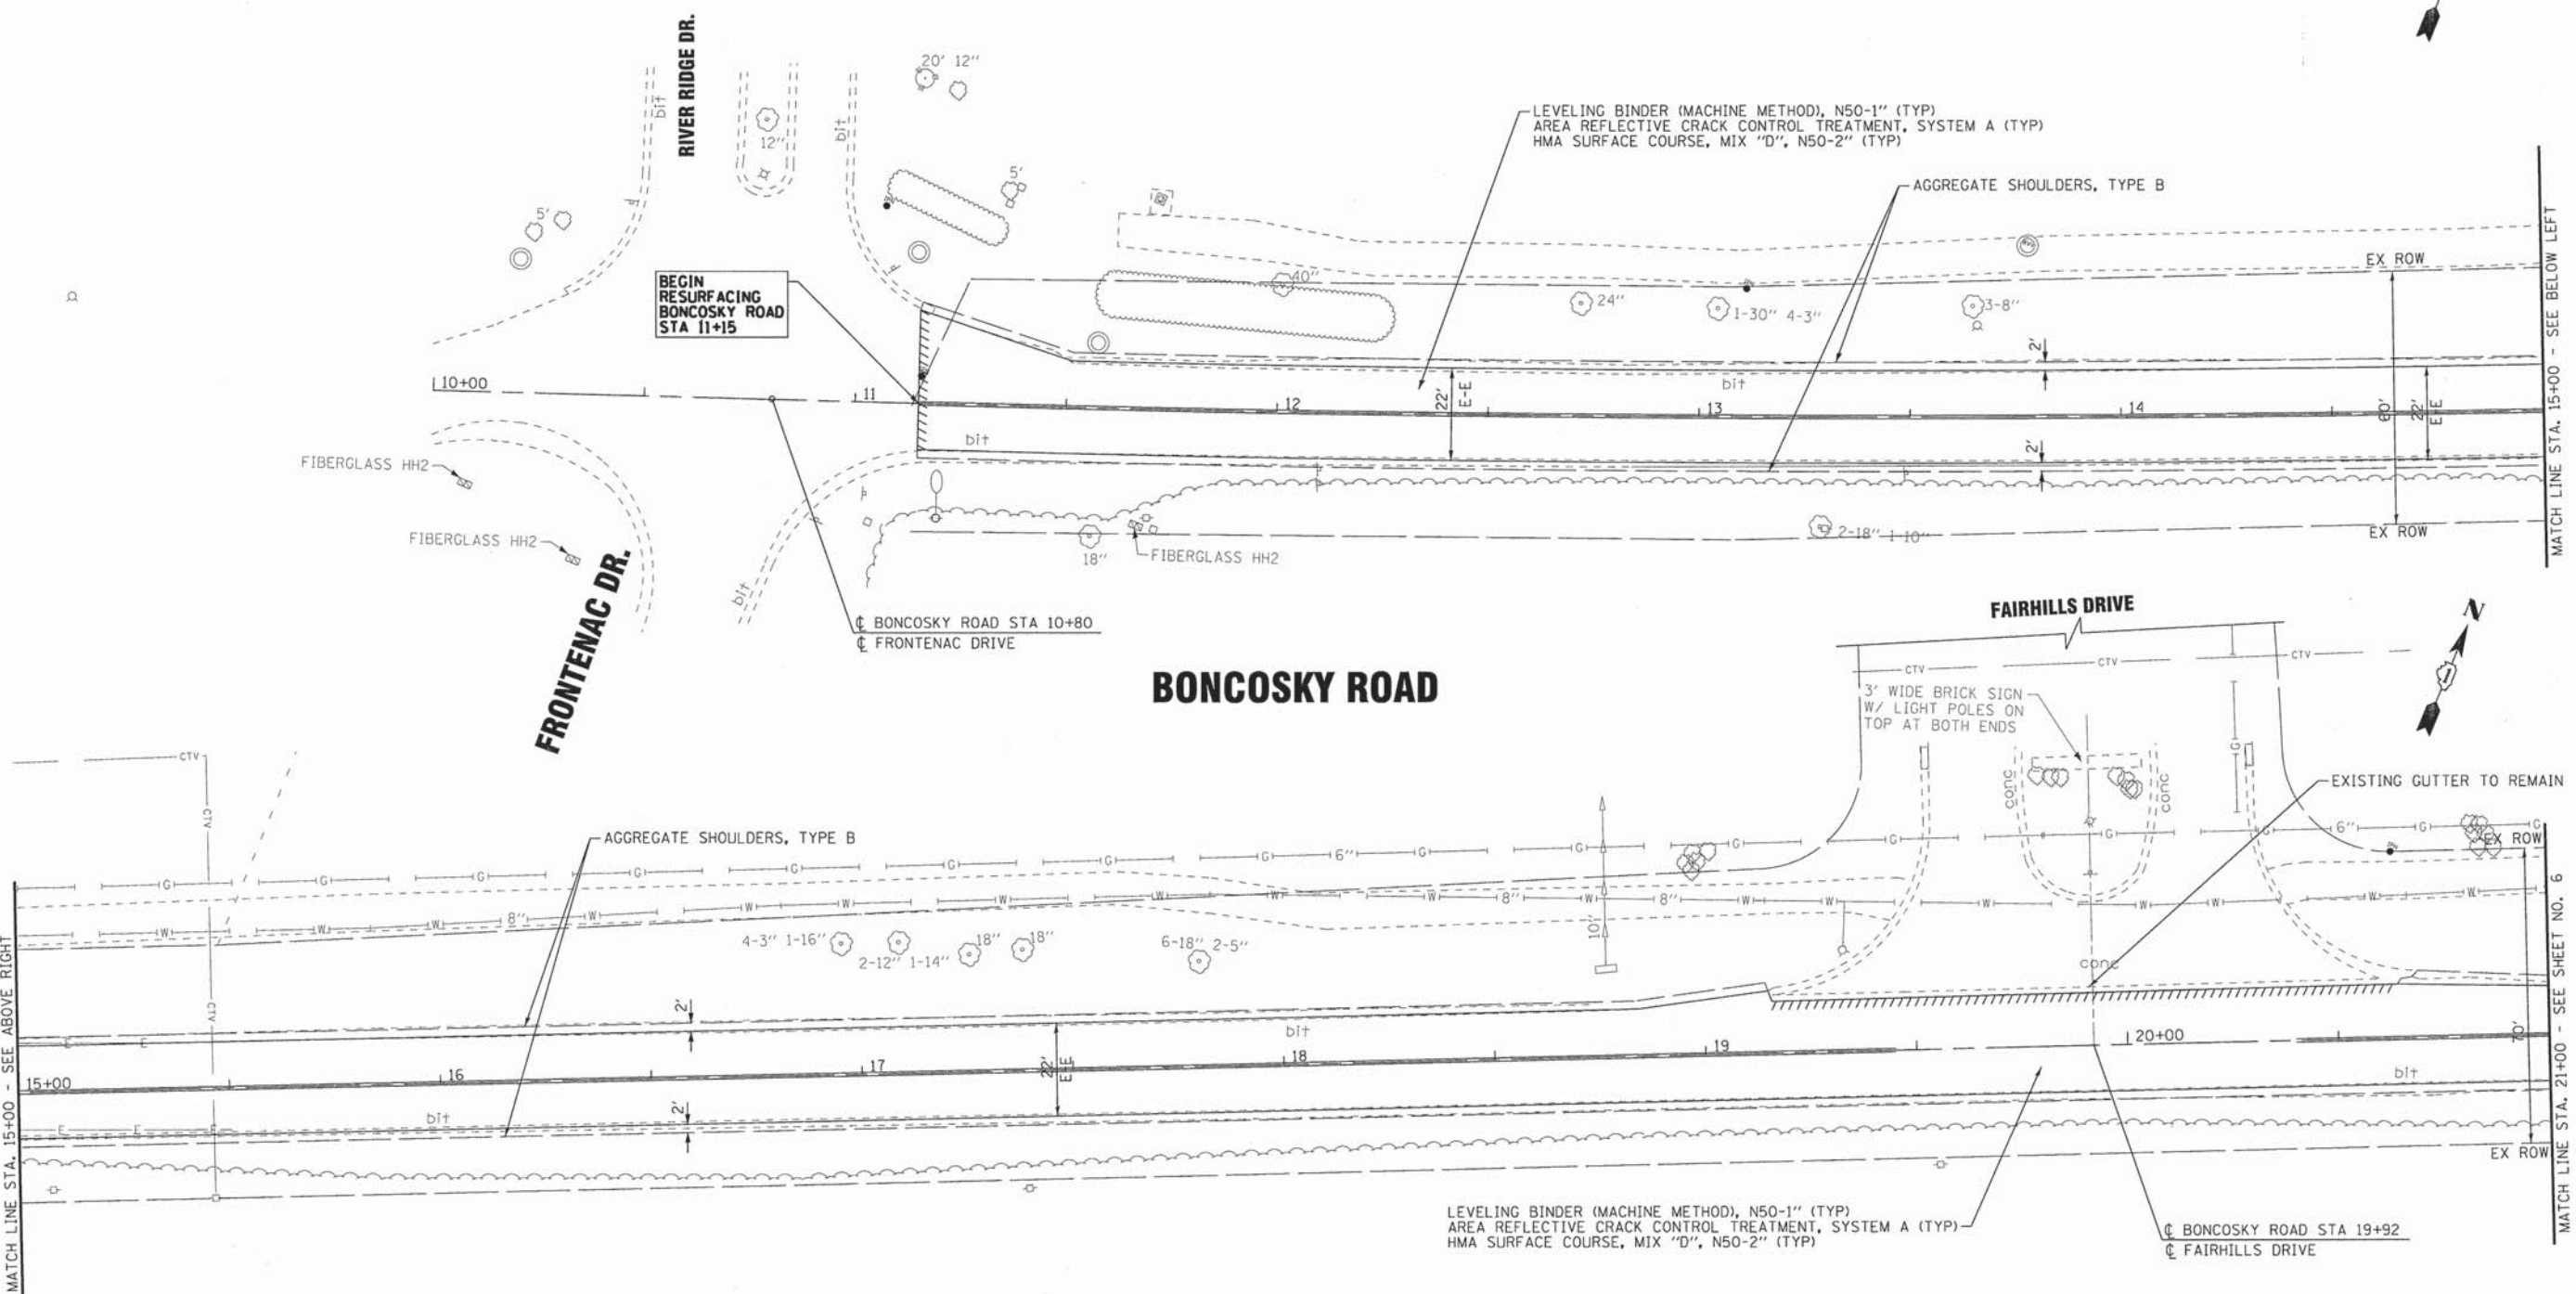 RIVER RIDGE DR.
bit
bit
12"
20' 12"
5'
5'
LEVELING BINDER (MACHINE METHOD), N50-1" (TYP)
AREA REFLECTIVE CRACK CONTROL TREATMENT, SYSTEM A (TYP)
HMA SURFACE COURSE, MIX "D", N50-2" (TYP)
AGGREGATE SHOULDERS, TYPE B
EX ROW
BEGIN
RESURFACING
BONCOSKY ROAD
STA 11+15
40"
24"
1-30" 4-3"
3-8"
2'
10+00
11
12
13
14
bit
22'
E-E
60'
22'
E-E
bit
2'
MATCH LINE STA. 15+00 - SEE BELOW LEFT
FIBERGLASS HH2
FIBERGLASS HH2
18"
FIBERGLASS HH2
2-18" 1-10"
EX ROW
bit
FRONTENAC DR.
℄ BONCOSKY ROAD STA 10+80
℄ FRONTENAC DRIVE
BONCOSKY ROAD
FAIRHILLS DRIVE
N
1
CTV
CTV
CTV
3' WIDE BRICK SIGN
W/ LIGHT POLES ON
TOP AT BOTH ENDS
conc
conc
G
EXISTING GUTTER TO REMAIN
CTV
CTV
AGGREGATE SHOULDERS, TYPE B
G G G G G G G G 6" G G G G G G 6" G G
EX ROW
W W W 8" W W W W W W W 8" W 8" W W W W W W W
4-3" 1-16"
2-12" 1-14"
18"
18"
6-18" 2-5"
10'
conc
CTV
2'
bit
E E
15+00
16
17
18
19
20+00
22'
E-E
70'
2'
bit
bit
E E E
EX ROW
MATCH LINE STA. 15+00 - SEE ABOVE RIGHT
MATCH LINE STA. 21+00 - SEE SHEET NO. 6
LEVELING BINDER (MACHINE METHOD), N50-1" (TYP)
AREA REFLECTIVE CRACK CONTROL TREATMENT, SYSTEM A (TYP)
HMA SURFACE COURSE, MIX "D", N50-2" (TYP)
℄ BONCOSKY ROAD STA 19+92
℄ FAIRHILLS DRIVE